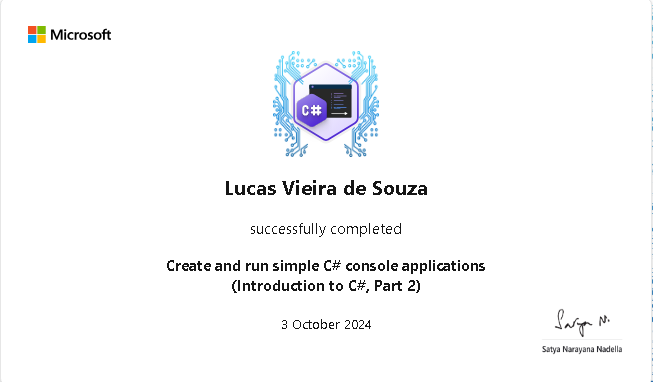 Microsoft
C#
Lucas Vieira de Souza
successfully completed
Create and run simple C# console applications
(Introduction to C#, Part 2)
3 October 2024
Satya N.
Satya Narayana Nadella